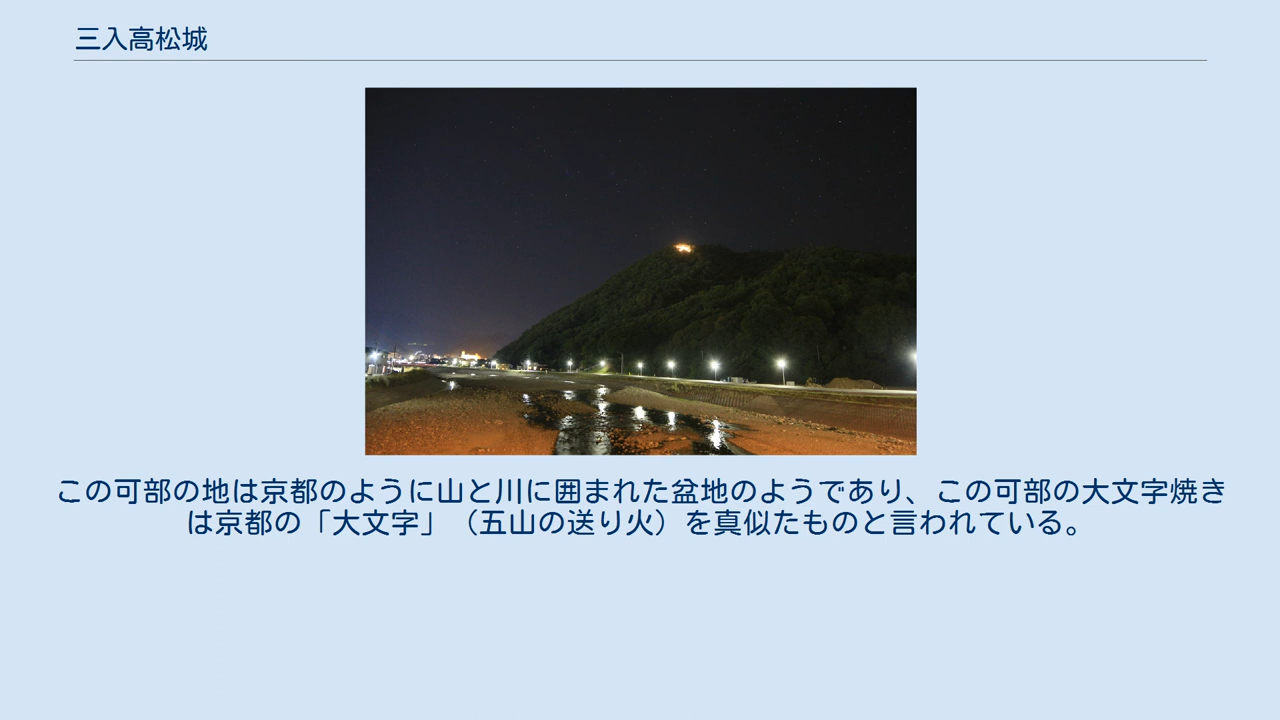 三入高松城
この可部の地は京都のように山と川に囲まれた盆地のようであり、この可部の大文字焼き
は京都の「大文字」（五山の送り火）を真似たものと言われている。